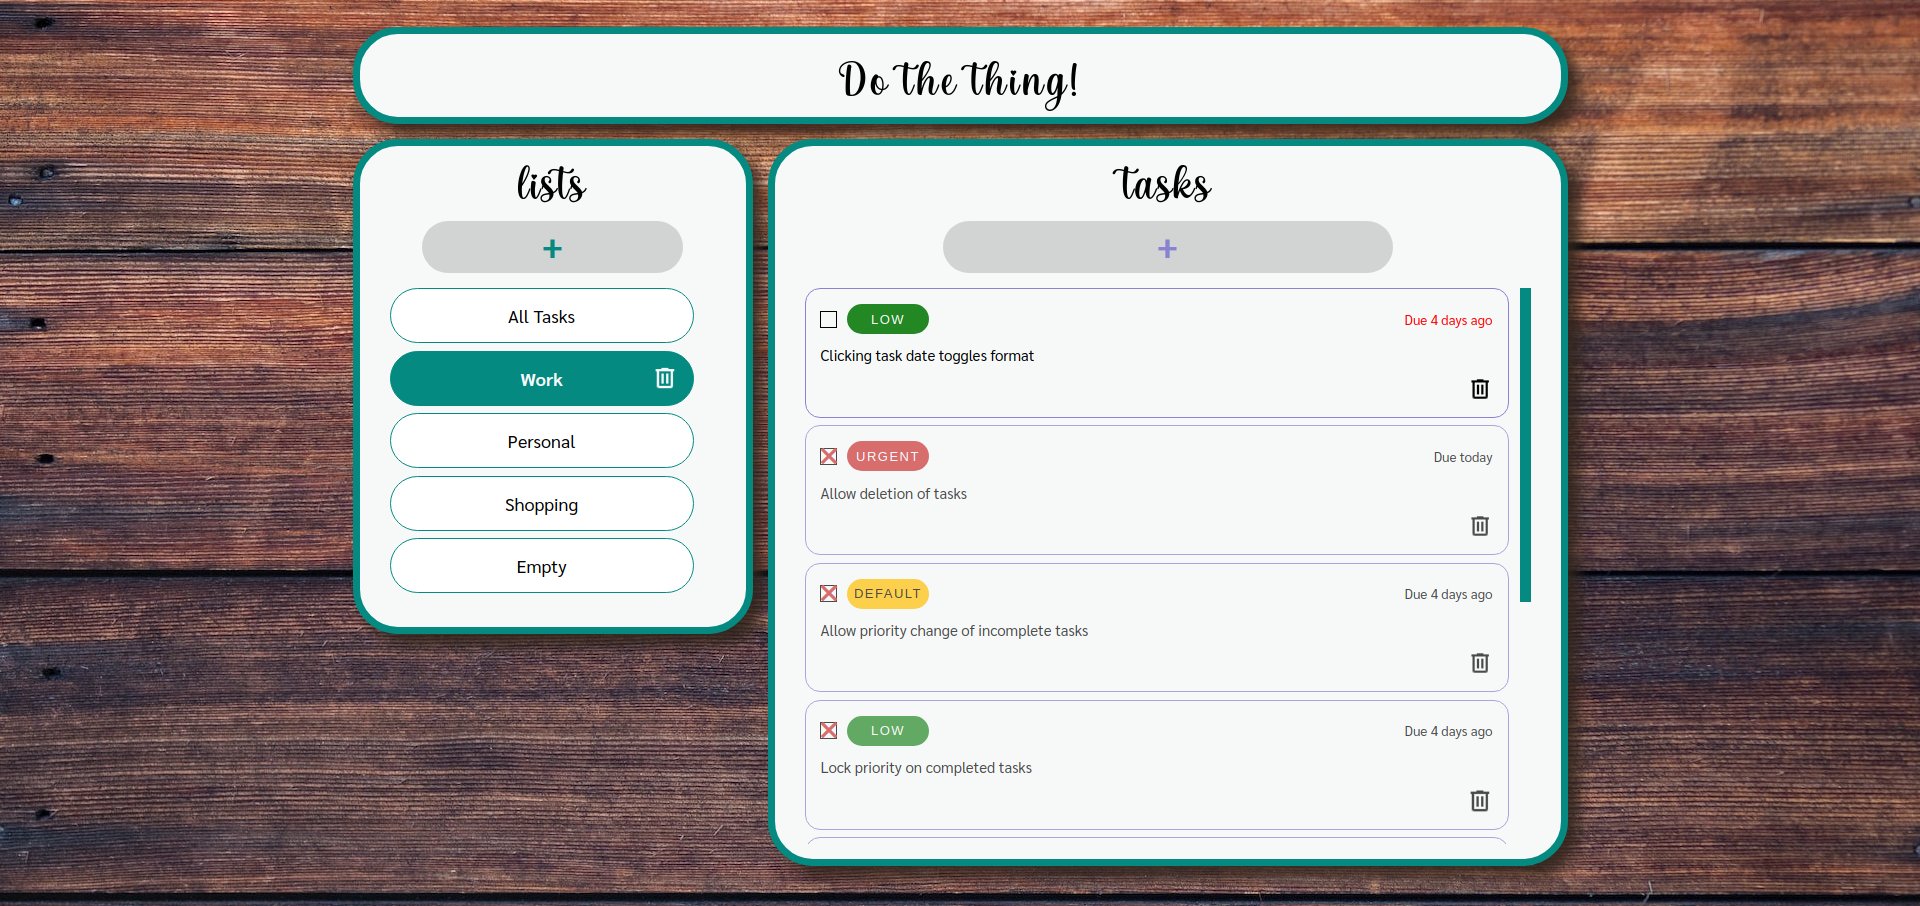 Do the thing!
lists
+
All Tasks
Work
Personal
Shopping
Empty
tasks
+
LOW
Due 4 days ago
Clicking task date toggles format
URGENT
Due today
Allow deletion of tasks
DEFAULT
Due 4 days ago
Allow priority change of incomplete tasks
LOW
Due 4 days ago
Lock priority on completed tasks